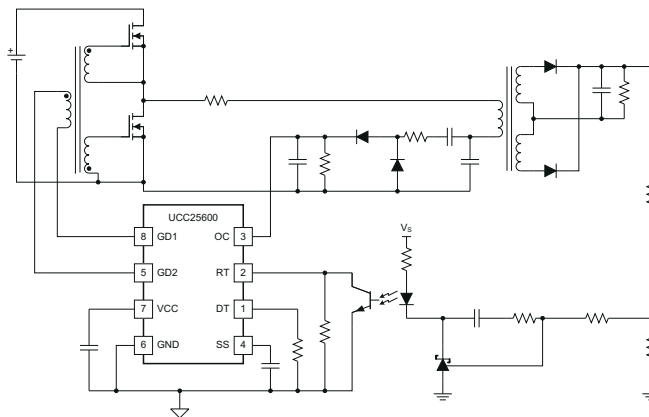 +
UCC25600
8 GD1 OC 3
5 GD2 RT 2
7 VCC DT 1
6 GND SS 4
VS